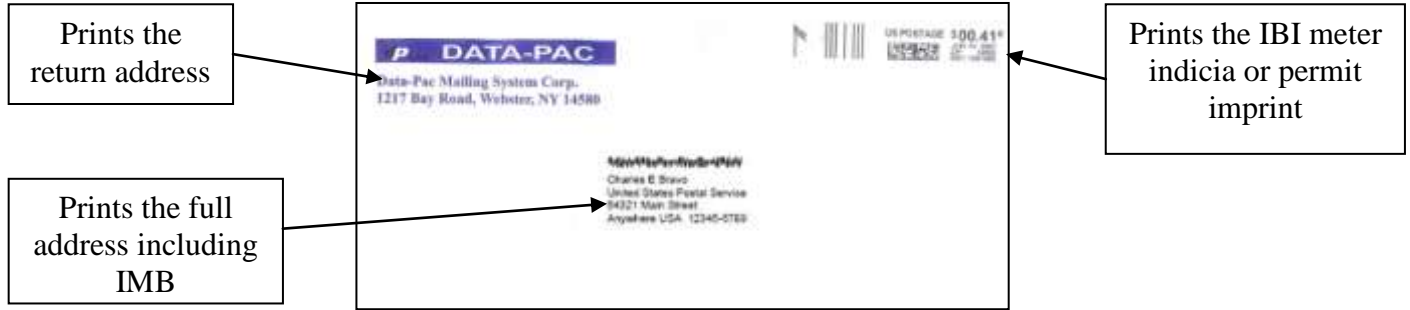 Prints the
return address
DATA-PAC
Data-Pac Mailing System Corp.
1217 Bay Road, Webster, NY 14580
US POSTAGE $00.41⁰
Prints the IBI meter
indicia or permit
imprint
Prints the full
address including
IMB
Charles E Bravo
United States Postal Service
54321 Main Street
Anywhere USA 12345-6789